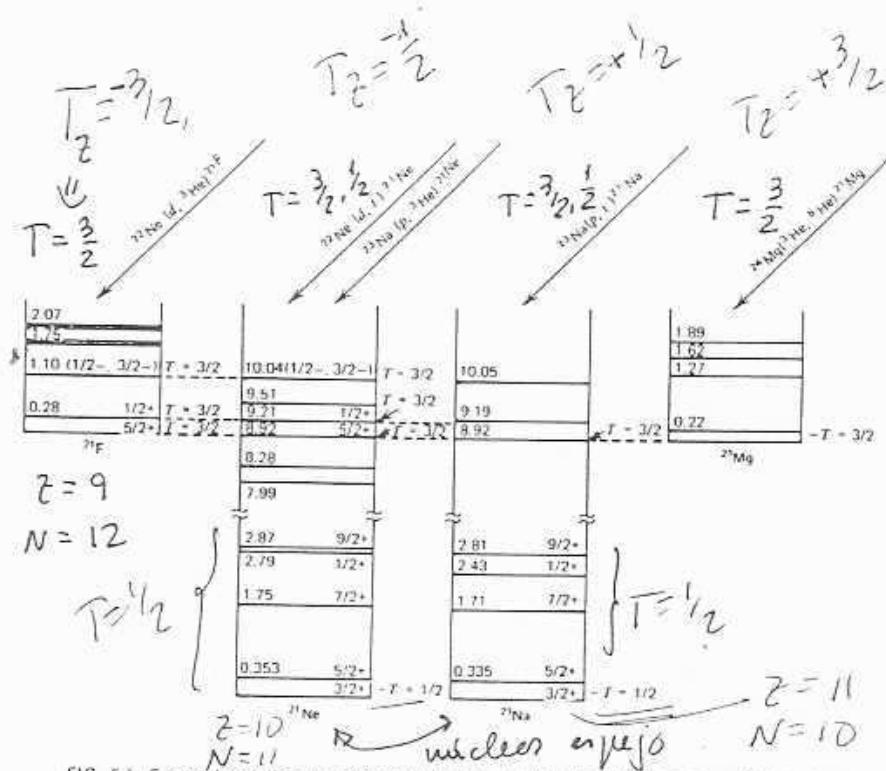 T_Z = -3/2,
T_Z = -1/2
T_Z = +1/2
T_Z = +3/2
⇓
T = 3/2
T = 3/2, 1/2
T = 3/2, 1/2
T = 3/2
²²Ne (d, ³He) ²¹F
²²Ne (d, t) ²¹Ne
²³Na (p, ³He) ²¹Ne
²³Na (p, t) ²¹Na
²⁴Mg (³He, ⁶He) ²¹Mg
2.07
1.75
1.10 (1/2-, 3/2-) T = 3/2
0.28 1/2+ T = 3/2
5/2+ T = 3/2
²¹F
Z = 9
N = 12
10.04 (1/2-, 3/2-) T = 3/2
9.51 T = 3/2
9.21 1/2+
8.92 5/2+ T = 3/2
8.28
7.99
2.87 9/2+
2.79 1/2+
1.75 7/2+
0.353 5/2+
3/2+ - T = 1/2
²¹Ne
T = 1/2
Z = 10
N = 11
10.05
9.19
8.92 T = 3/2
2.81 9/2+
2.43 1/2+
1.71 7/2+
0.335 5/2+
3/2+ - T = 1/2
²¹Na
T = 1/2
Z = 11
N = 10
núcleos espejo
1.89
1.62
1.27
0.22
- T = 3/2
FIG.